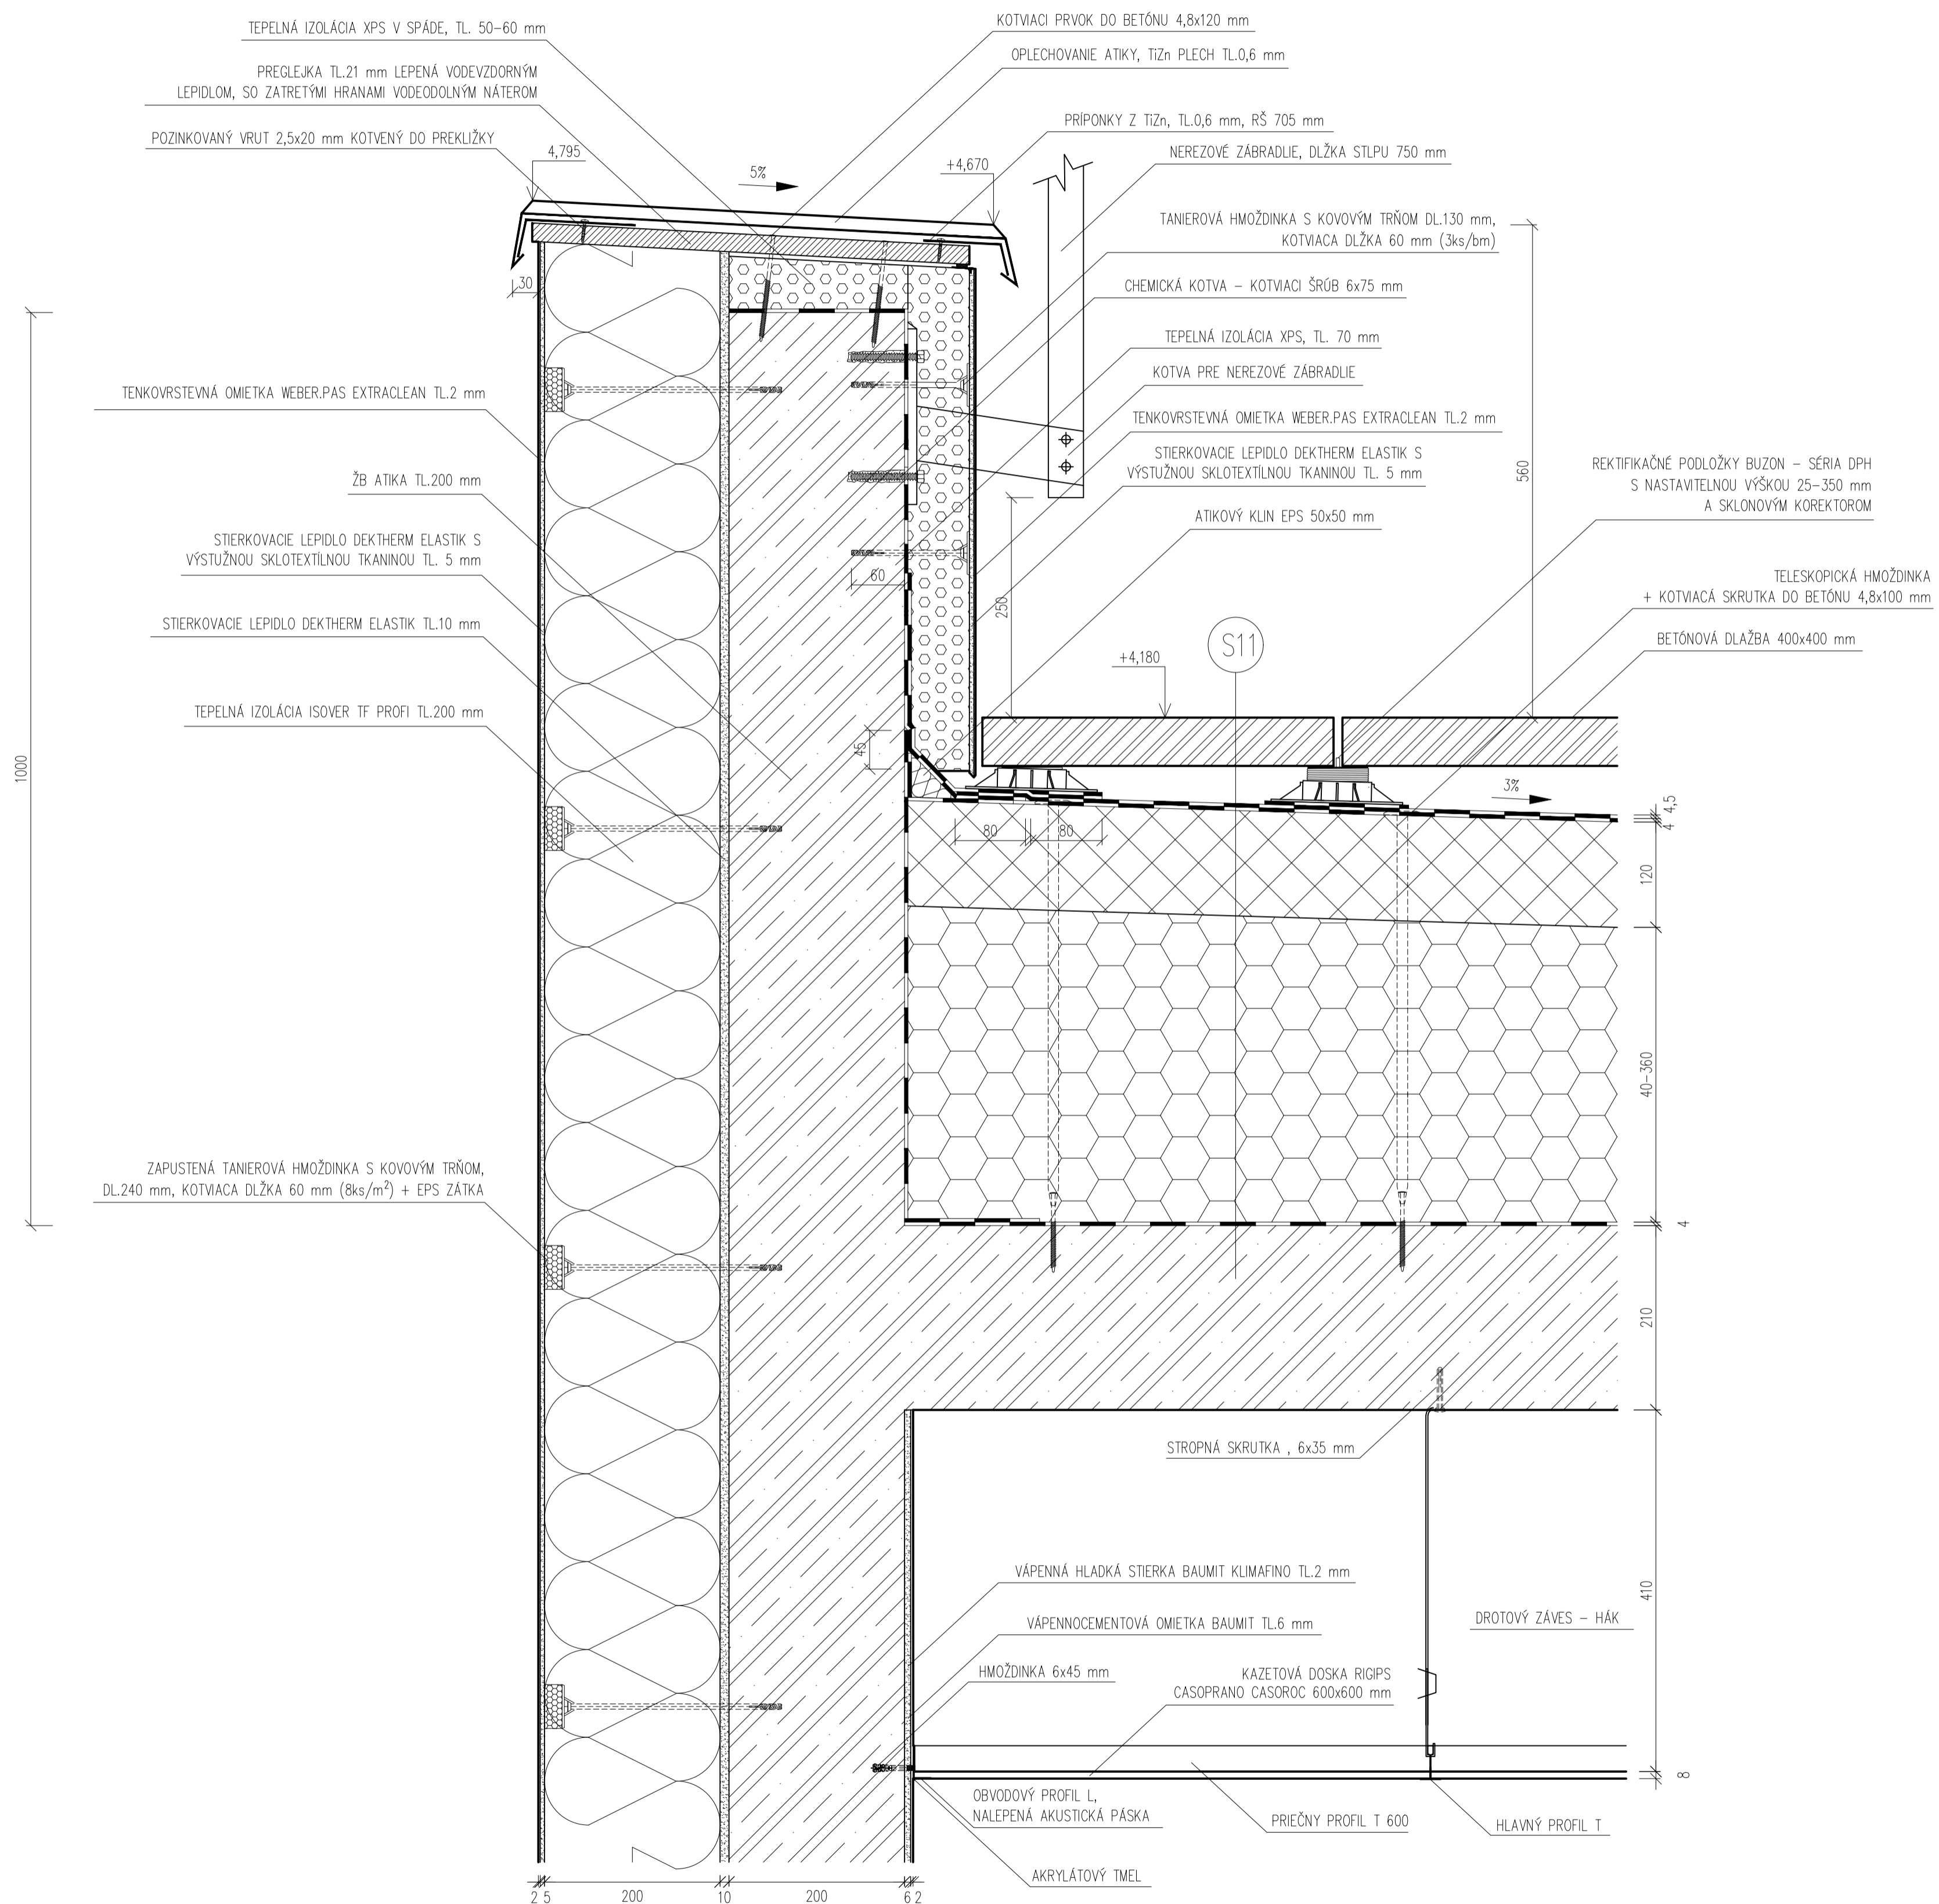 TEPELNÁ IZOLÁCIA XPS V SPÁDE, TL. 50-60 mm
PREGLEJKA TL.21 mm LEPENÁ VODEVZDORNÝM
LEPIDLOM, SO ZATRETÝMI HRANAMI VODEODOLNÝM NÁTEROM
POZINKOVANÝ VRUT 2,5x20 mm KOTVENÝ DO PREKLIŽKY
KOTVIACI PRVOK DO BETÓNU 4,8x120 mm
OPLECHOVANIE ATIKY, TiZn PLECH TL.0,6 mm
PRÍPONKY Z TiZn, TL.0,6 mm, RŠ 705 mm
NEREZOVÉ ZÁBRADLIE, DLŽKA STLPU 750 mm
4,795
5%
+4,670
TANIEROVÁ HMOŽDINKA S KOVOVÝM TRŇOM DL.130 mm,
KOTVIACA DLŽKA 60 mm (3ks/bm)
30
CHEMICKÁ KOTVA - KOTVIACI ŠRÚB 6x75 mm
TEPELNÁ IZOLÁCIA XPS, TL. 70 mm
KOTVA PRE NEREZOVÉ ZÁBRADLIE
TENKOVRSTEVNÁ OMIETKA WEBER.PAS EXTRACLEAN TL.2 mm
TENKOVRSTEVNÁ OMIETKA WEBER.PAS EXTRACLEAN TL.2 mm
STIERKOVACIE LEPIDLO DEKTHERM ELASTIK S
VÝSTUŽNOU SKLOTEXTÍLNOU TKANINOU TL. 5 mm
560
REKTIFIKAČNÉ PODLOŽKY BUZON - SÉRIA DPH
S NASTAVITELNOU VÝŠKOU 25-350 mm
A SKLONOVÝM KOREKTOROM
ŽB ATIKA TL.200 mm
ATIKOVÝ KLIN EPS 50x50 mm
STIERKOVACIE LEPIDLO DEKTHERM ELASTIK S
VÝSTUŽNOU SKLOTEXTÍLNOU TKANINOU TL. 5 mm
60
250
TELESKOPICKÁ HMOŽDINKA
+ KOTVIACÁ SKRUTKA DO BETÓNU 4,8x100 mm
STIERKOVACIE LEPIDLO DEKTHERM ELASTIK TL.10 mm
S11
BETÓNOVÁ DLAŽBA 400x400 mm
+4,180
TEPELNÁ IZOLÁCIA ISOVER TF PROFI TL.200 mm
45
1000
3%
4,5
4
80
80
120
40-360
ZAPUSTENÁ TANIEROVÁ HMOŽDINKA S KOVOVÝM TRŇOM,
DL.240 mm, KOTVIACA DLŽKA 60 mm (8ks/m²) + EPS ZÁTKA
4
210
STROPNÁ SKRUTKA , 6x35 mm
410
VÁPENNÁ HLADKÁ STIERKA BAUMIT KLIMAFINO TL.2 mm
VÁPENNOCEMENTOVÁ OMIETKA BAUMIT TL.6 mm
DROTOVÝ ZÁVES - HÁK
HMOŽDINKA 6x45 mm
KAZETOVÁ DOSKA RIGIPS
CASOPRANO CASOROC 600x600 mm
8
OBVODOVÝ PROFIL L,
NALEPENÁ AKUSTICKÁ PÁSKA
PRIEČNY PROFIL T 600
HLAVNÝ PROFIL T
AKRYLÁTOVÝ TMEL
2 5 200 10 200 6 2